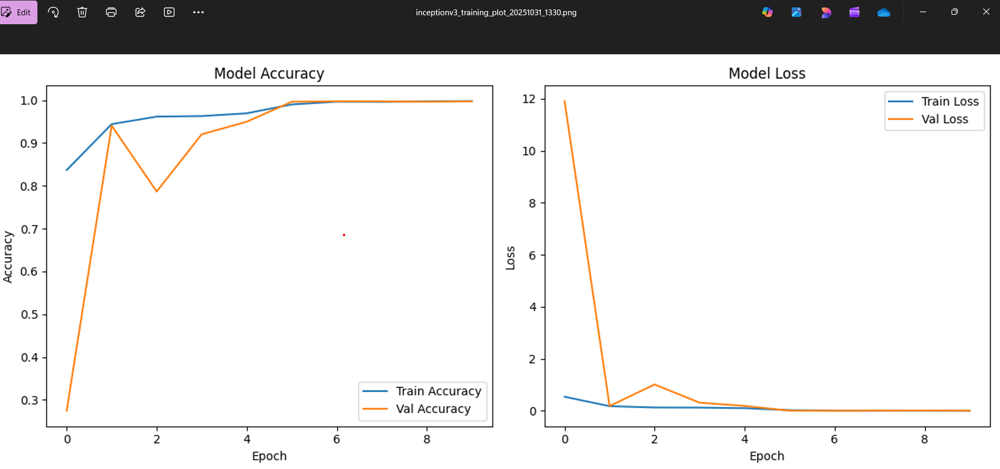 Edit
inceptionv3_training_plot_20251031_1330.png
Model Accuracy
1.0
0.9
0.8
0.7
0.6
0.5
0.4
0.3
Accuracy
0 2 4 6 8
Epoch
Train Accuracy
Val Accuracy
Model Loss
12
10
8
6
4
2
0
Loss
0 2 4 6 8
Epoch
Train Loss
Val Loss